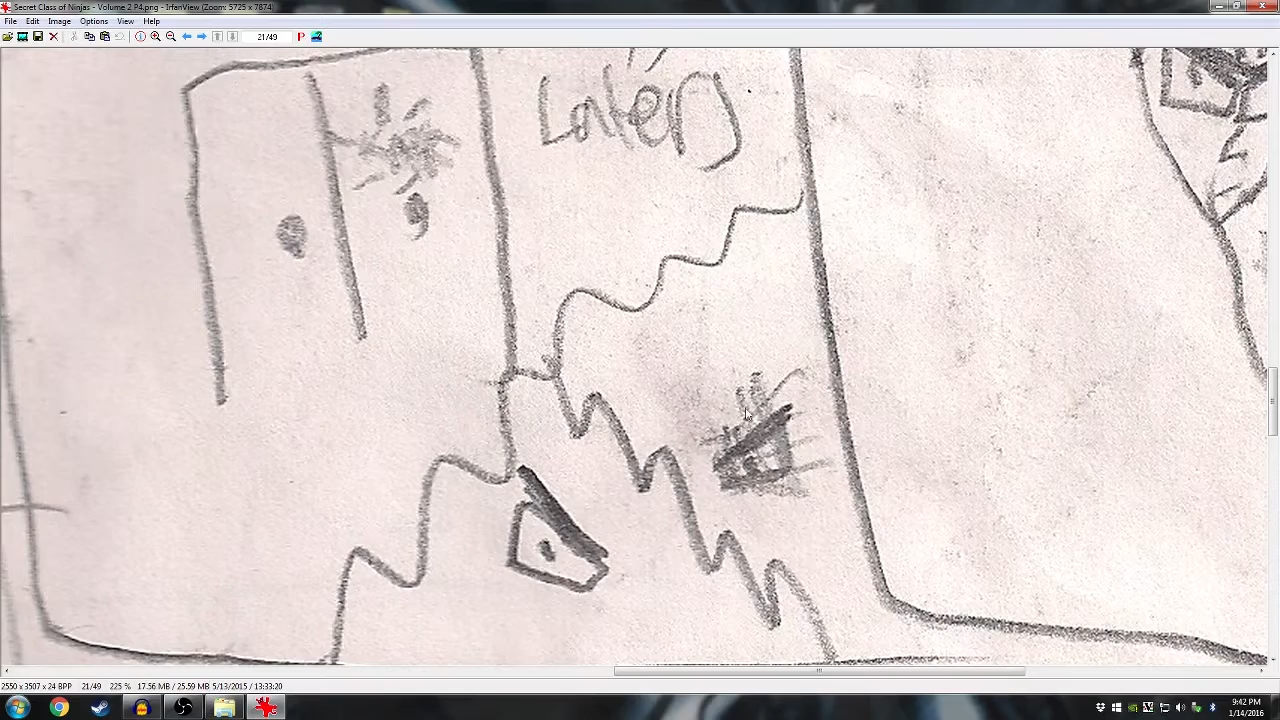 Secret Class of Ninjas - Volume 2 P4.png - IrfanView (Zoom: 5725 x 7874)
File Edit Image Options View Help
21/49
Laters
2550 x 3507 x 24 BPP 21/49 225 % 17.56 MB / 25.59 MB 5/13/2015 / 13:33:20
9:42 PM
1/14/2016